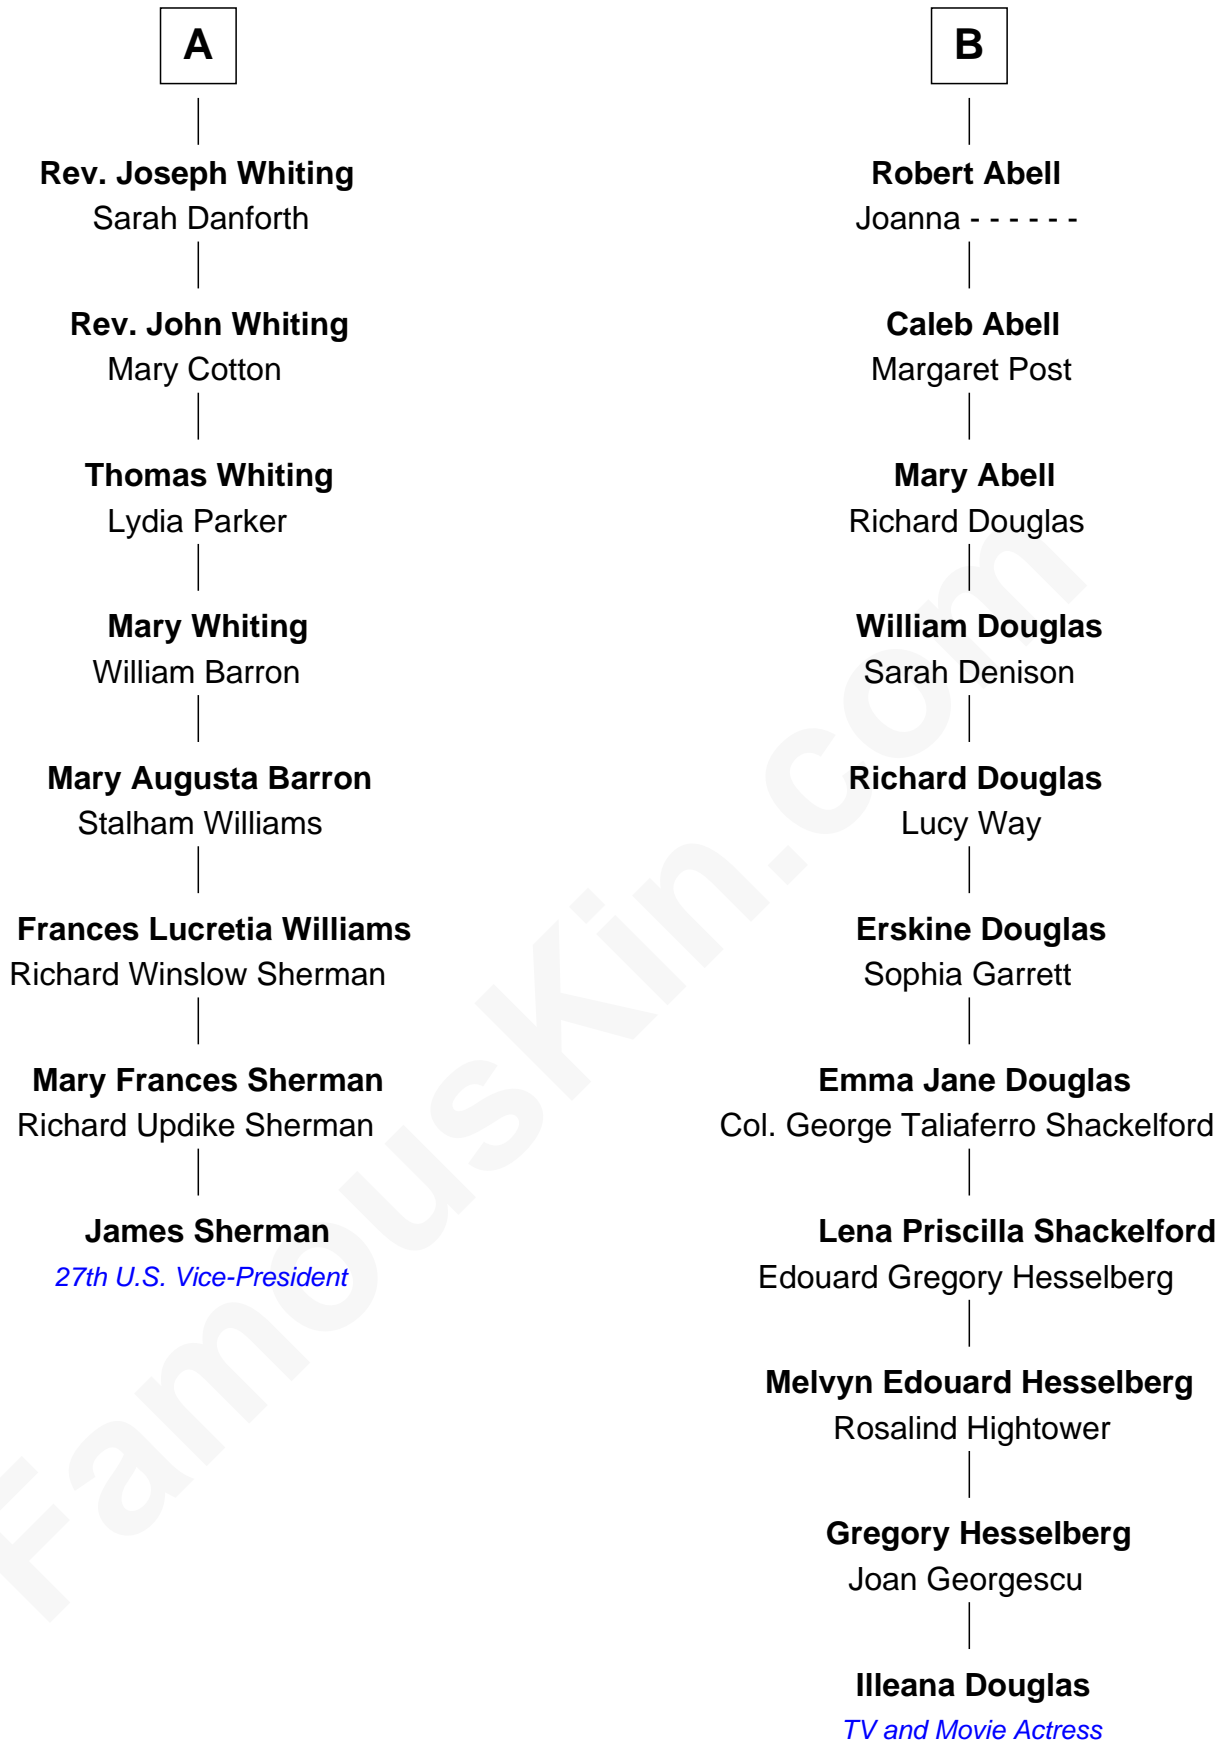 A
Rev. Joseph Whiting
Sarah Danforth
Rev. John Whiting
Mary Cotton
Thomas Whiting
Lydia Parker
Mary Whiting
William Barron
Mary Augusta Barron
Stalham Williams
Frances Lucretia Williams
Richard Winslow Sherman
Mary Frances Sherman
Richard Updike Sherman
James Sherman
27th U.S. Vice-President
B
Robert Abell
Joanna - - - - - -
Caleb Abell
Margaret Post
Mary Abell
Richard Douglas
William Douglas
Sarah Denison
Richard Douglas
Lucy Way
Erskine Douglas
Sophia Garrett
Emma Jane Douglas
Col. George Taliaferro Shackelford
Lena Priscilla Shackelford
Edouard Gregory Hesselberg
Melvyn Edouard Hesselberg
Rosalind Hightower
Gregory Hesselberg
Joan Georgescu
Illeana Douglas
TV and Movie Actress
FamousKin.com